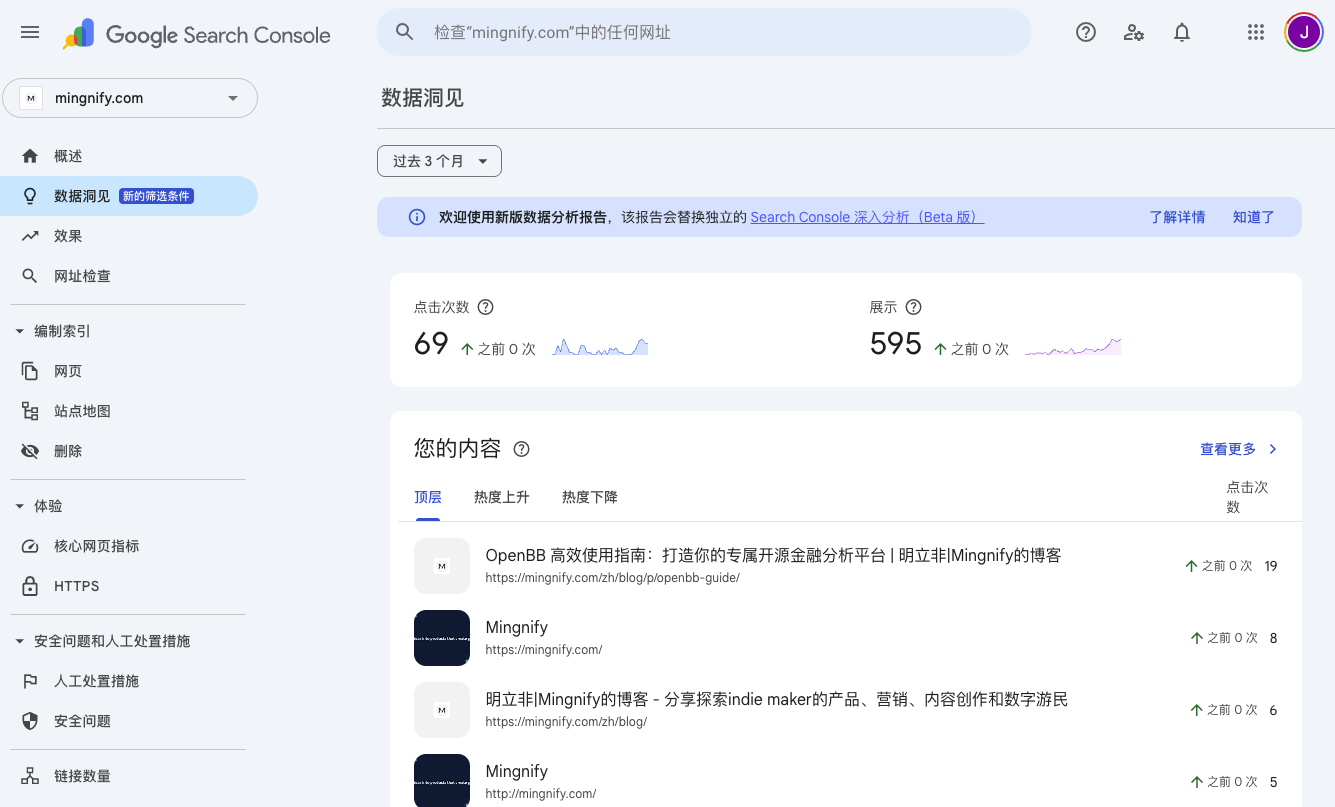 Google Search Console
检查“mingnify.com”中的任何网址
J
M
mingnify.com
数据洞见
概述
数据洞见 新的筛选条件
效果
网址检查
编制索引
网页
站点地图
删除
体验
核心网页指标
HTTPS
安全问题和人工处置措施
人工处置措施
安全问题
链接数量
过去 3 个月
欢迎使用新版数据分析报告，该报告会替换独立的 Search Console 深入分析（Beta 版） 了解详情 知道了
点击次数
69 之前 0 次
展示
595 之前 0 次
您的内容
查看更多
顶层 热度上升 热度下降
点击次
数
M
OpenBB 高效使用指南：打造你的专属开源金融分析平台 | 明立非|Mingnify的博客
https://mingnify.com/zh/blog/p/openbb-guide/
之前 0 次 19
Mingnify
https://mingnify.com/
之前 0 次 8
M
明立非|Mingnify的博客 - 分享探索indie maker的产品、营销、内容创作和数字游民
https://mingnify.com/zh/blog/
之前 0 次 6
Mingnify
http://mingnify.com/
之前 0 次 5